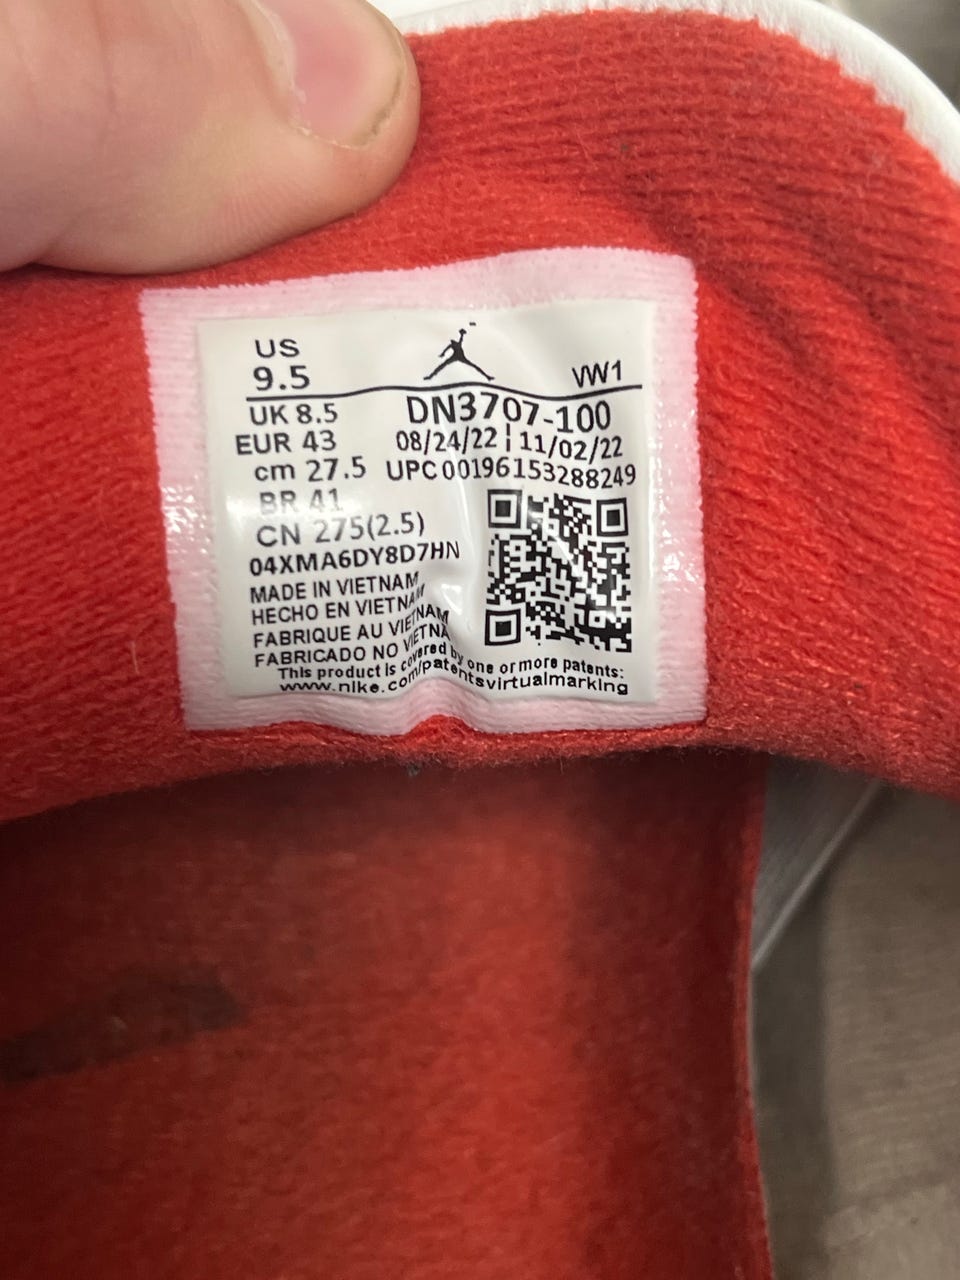 US
9.5
VW1
UK 8.5
DN3707-100
EUR 43
08/24/22 ¦ 11/02/22
cm 27.5
UPC 00196153288249
BR 41
CN 275(2.5)
04XMA6DY8D7HN
MADE IN VIETNAM
HECHO EN VIETNAM
FABRIQUE AU VIETNAM
FABRICADO NO VIETNA
This product is covered by one or more patents:
www.nike.com/patentsvirtualmarking